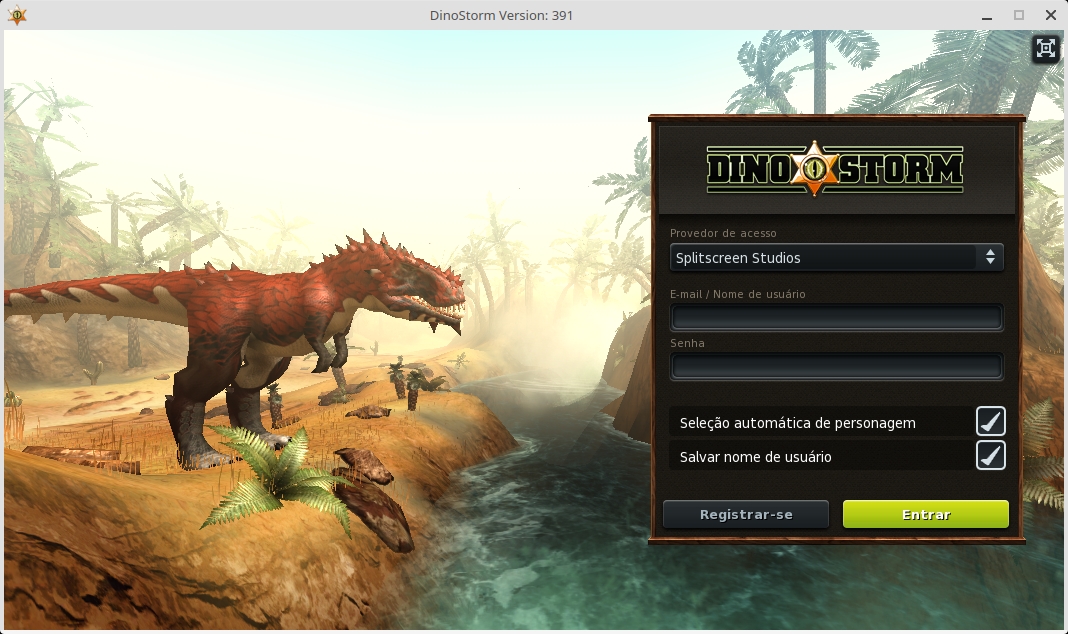 DinoStorm Version: 391
DINO STORM
Provedor de acesso
Splitscreen Studios
E-mail / Nome de usuário
Senha
Seleção automática de personagem
Salvar nome de usuário
Registrar-se
Entrar